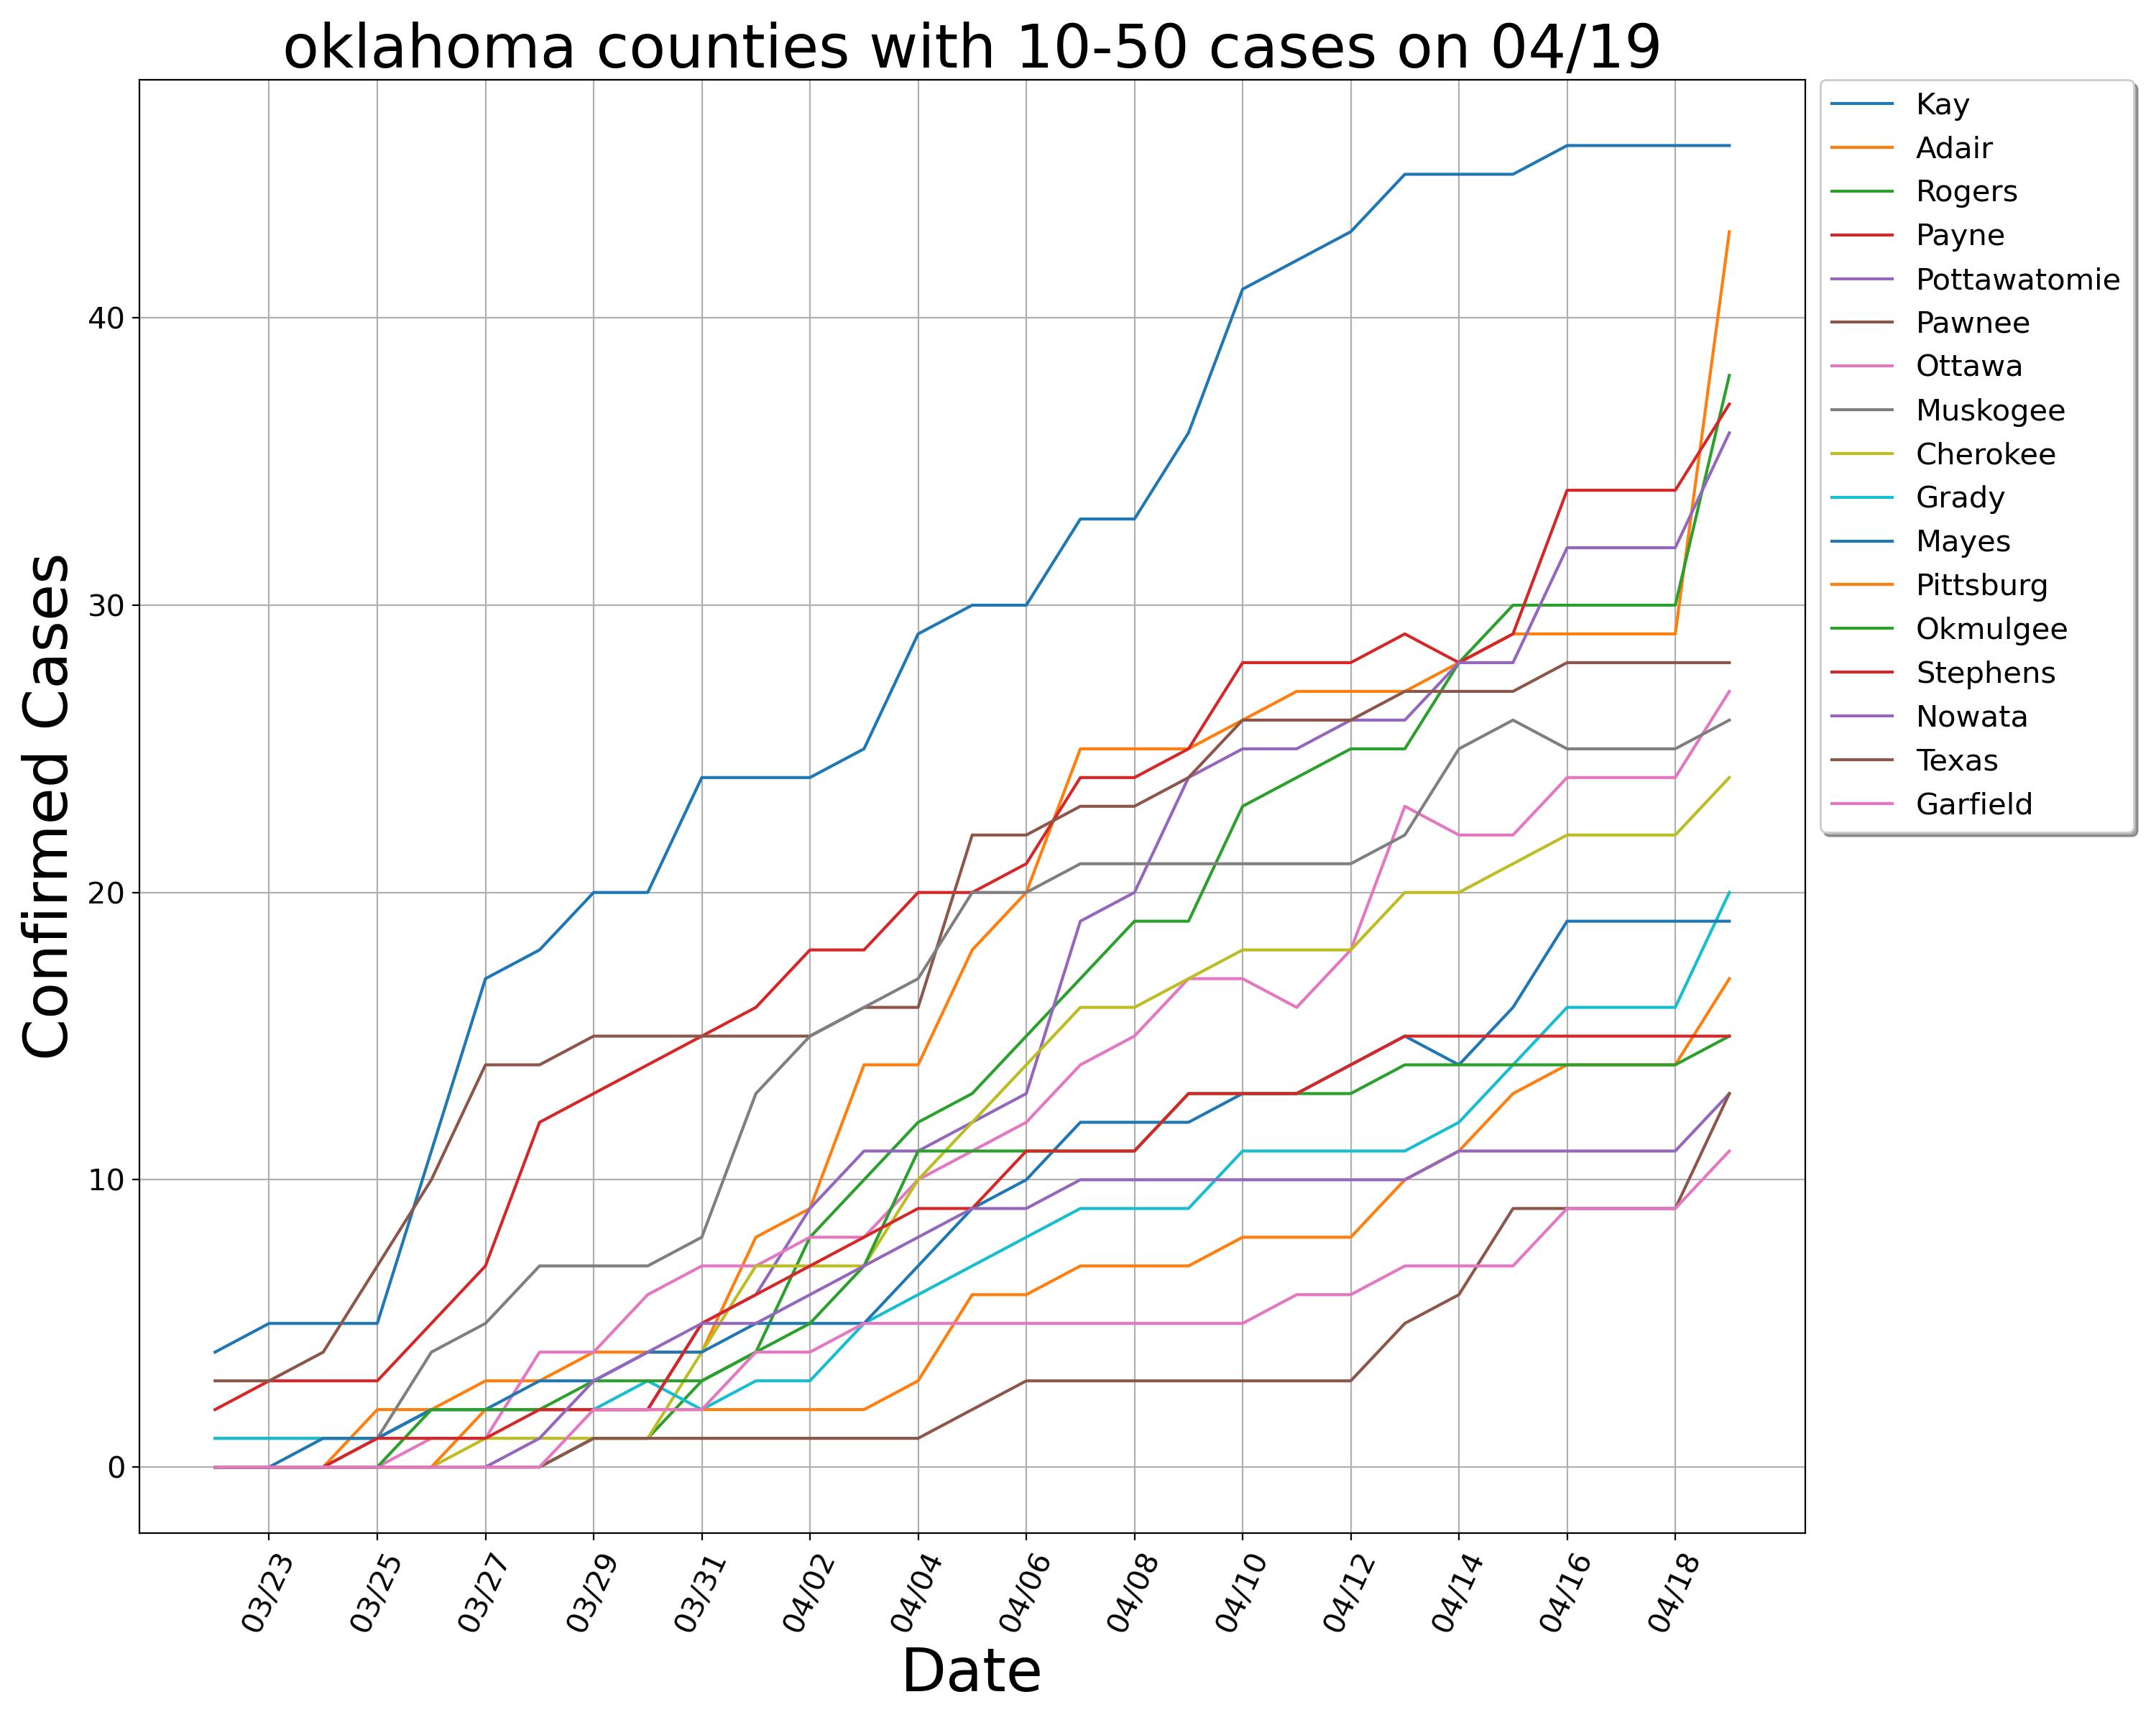 oklahoma counties with 10-50 cases on 04/19
Confirmed Cases
40
30
20
10
0
03/23
03/25
03/27
03/29
03/31
04/02
04/04
04/06
04/08
04/10
04/12
04/14
04/16
04/18
Date
Kay
Adair
Rogers
Payne
Pottawatomie
Pawnee
Ottawa
Muskogee
Cherokee
Grady
Mayes
Pittsburg
Okmulgee
Stephens
Nowata
Texas
Garfield